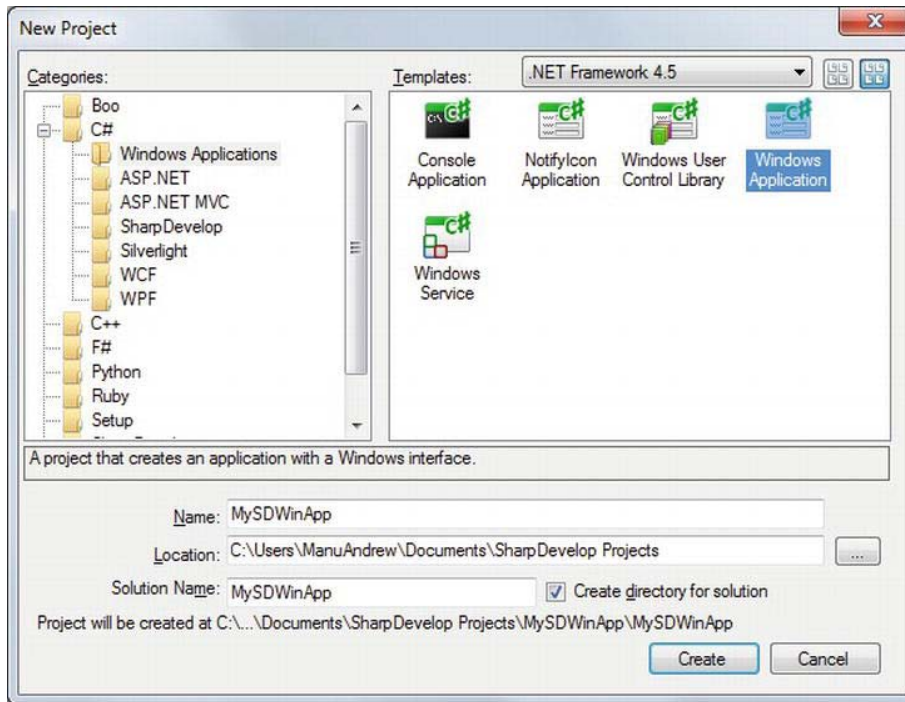 New Project
Categories:
Templates:
.NET Framework 4.5
Boo
C#
Windows Applications
ASP.NET
ASP.NET MVC
SharpDevelop
Silverlight
WCF
WPF
C++
F#
Python
Ruby
Setup
Console Application
NotifyIcon Application
Windows User Control Library
Windows Application
Windows Service
A project that creates an application with a Windows interface.
Name: MySDWinApp
Location: C:\Users\ManuAndrew\Documents\SharpDevelop Projects
...
Solution Name: MySDWinApp
Create directory for solution
Project will be created at C:\...\Documents\SharpDevelop Projects\MySDWinApp\MySDWinApp
Create
Cancel